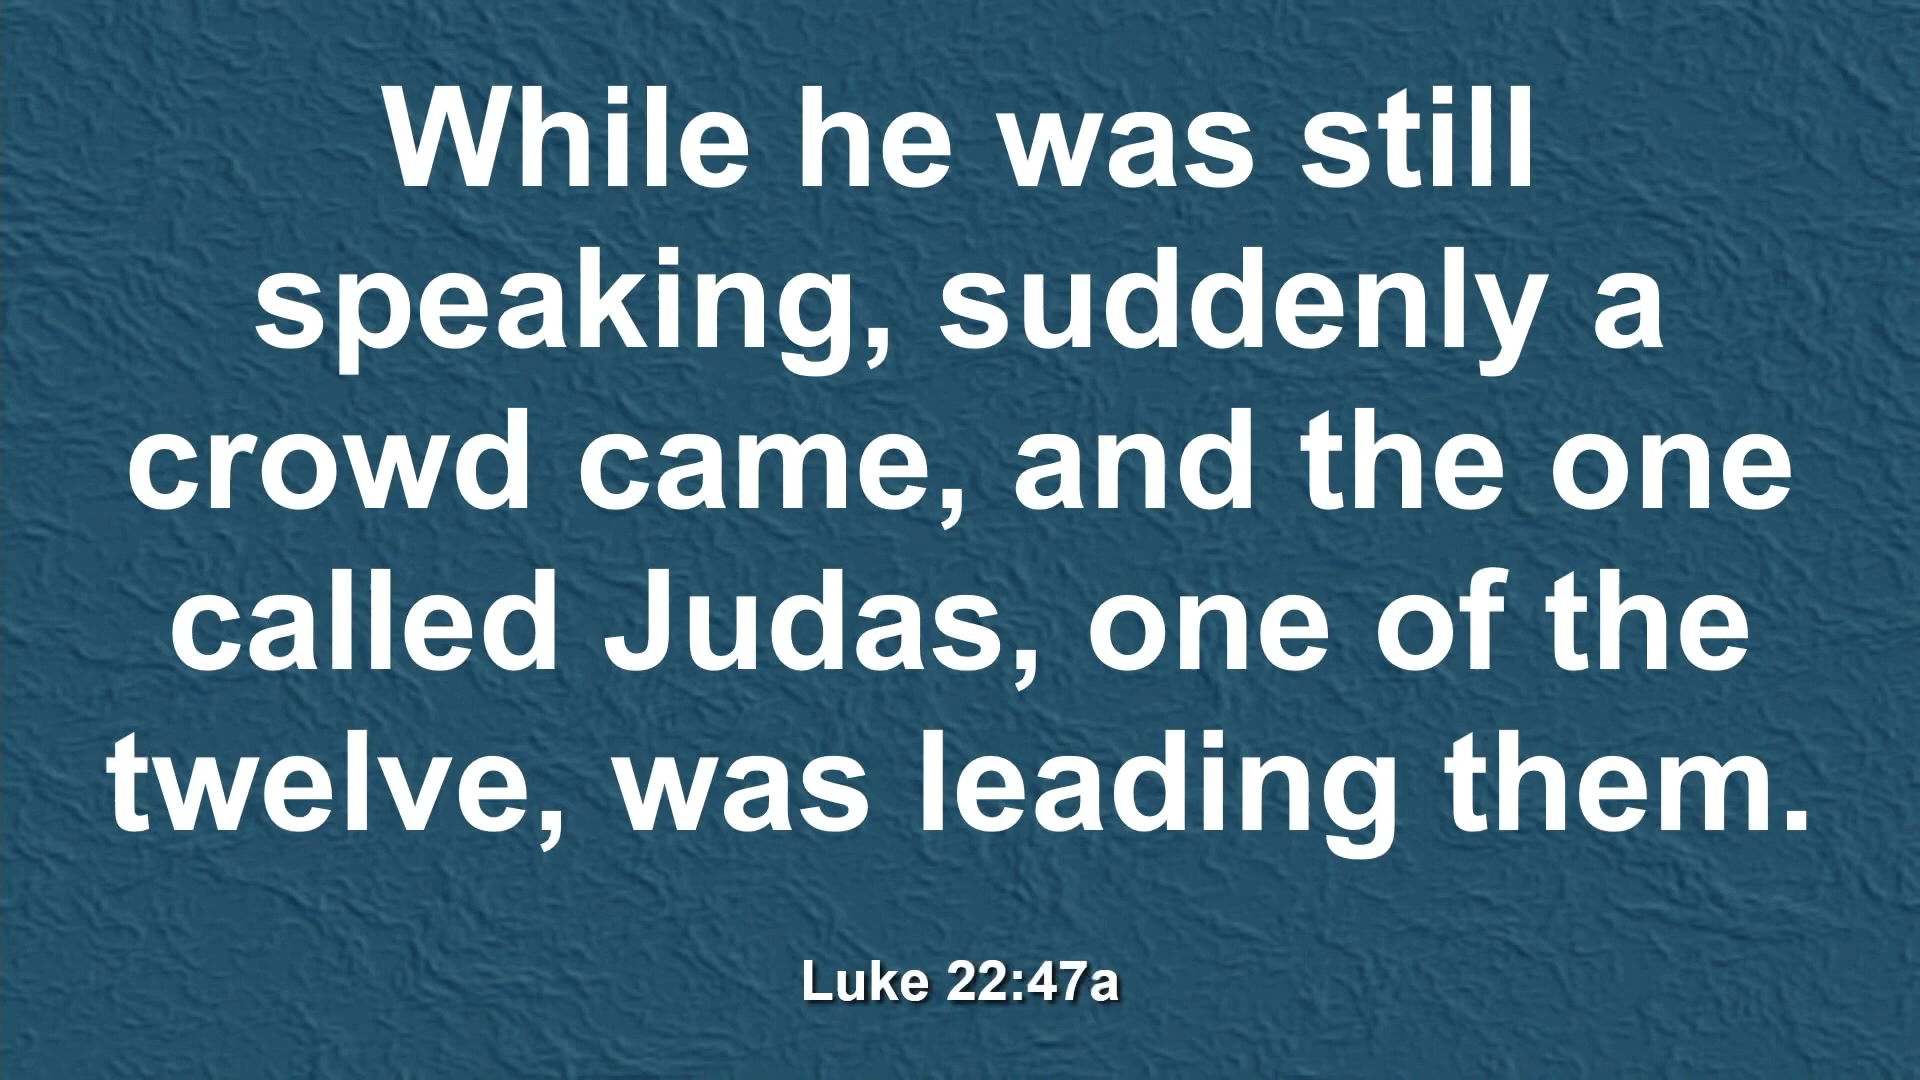 While he was still
speaking, suddenly a
crowd came, and the one
called Judas, one of the
twelve, was leading them.
Luke 22:47a